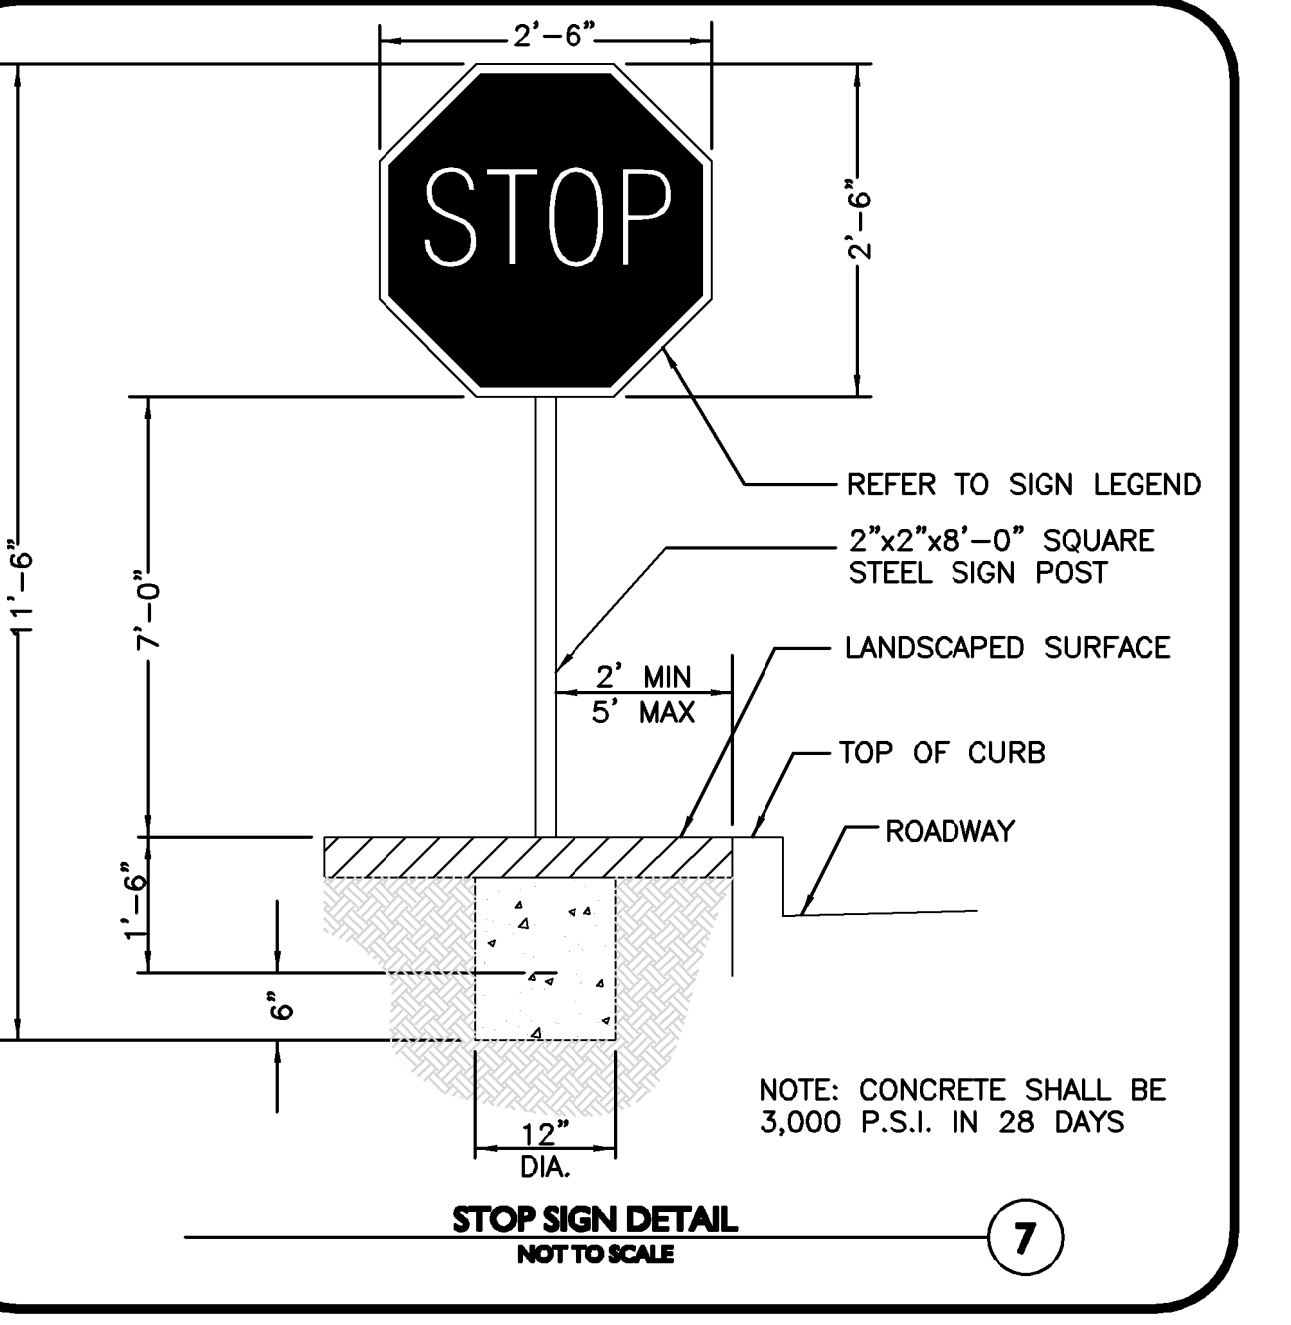 2'-6"
STOP
2'-6"
11'-6"
7'-0"
REFER TO SIGN LEGEND
2"x2"x8'-0" SQUARE
STEEL SIGN POST
LANDSCAPED SURFACE
2' MIN
5' MAX
TOP OF CURB
ROADWAY
1'-6"
6"
NOTE: CONCRETE SHALL BE
3,000 P.S.I. IN 28 DAYS
12"
DIA.
STOP SIGN DETAIL
NOT TO SCALE
7